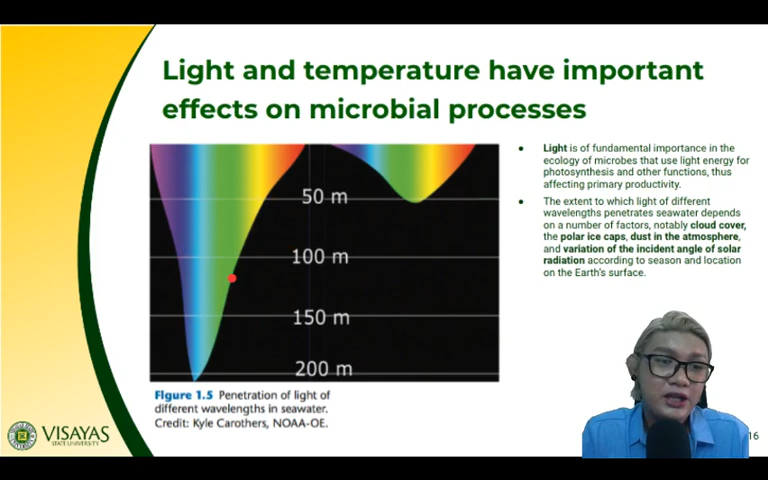 Light and temperature have important
effects on microbial processes
50 m
100 m
150 m
200 m
Figure 1.5 Penetration of light of
different wavelengths in seawater.
Credit: Kyle Carothers, NOAA-OE.
● Light is of fundamental importance in the
ecology of microbes that use light energy for
photosynthesis and other functions, thus
affecting primary productivity.
● The extent to which light of different
wavelengths penetrates seawater depends
on a number of factors, notably cloud cover,
the polar ice caps, dust in the atmosphere,
and variation of the incident angle of solar
radiation according to season and location
on the Earth's surface.
VISAYAS
STATE UNIVERSITY
16